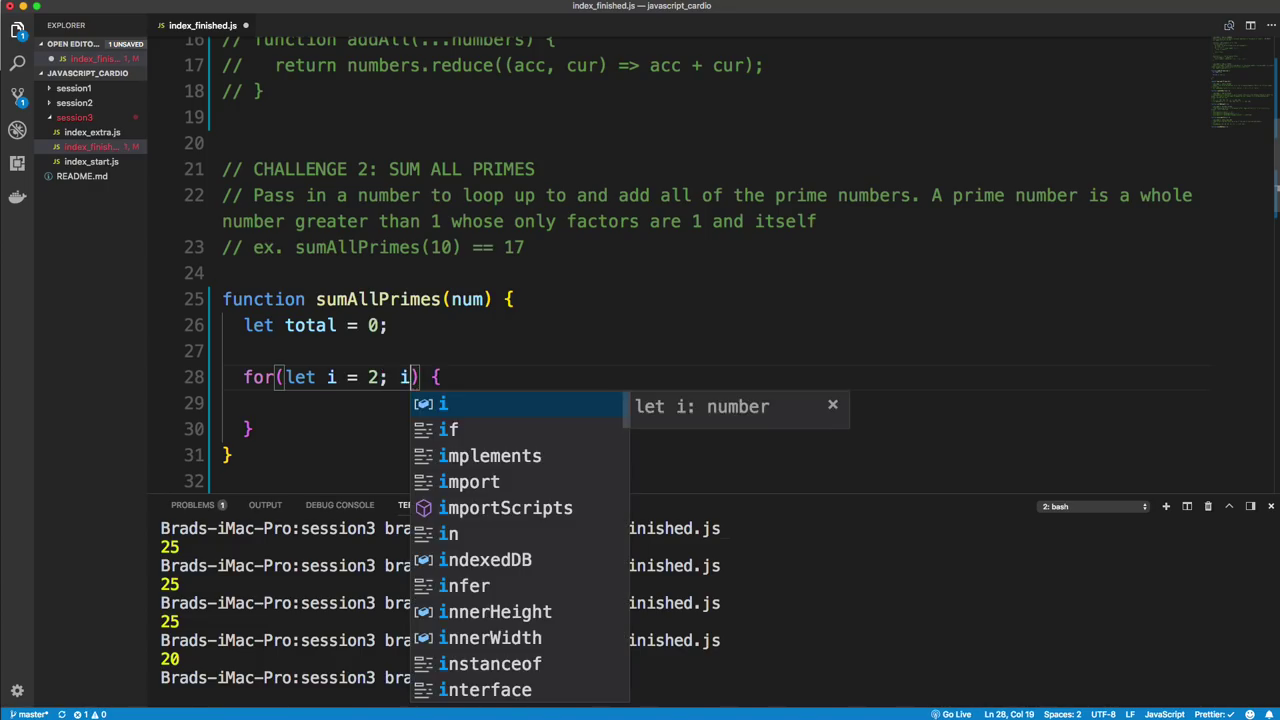 index_finished.js — javascript_cardio
EXPLORER
index_finished.js
OPEN EDITO... 1 UNSAVED
index_finis... 1, M
JAVASCRIPT_CARDIO
session1
session2
session3
JS index_extra.js
JS index_finish... 1, M
JS index_start.js
README.md
16 // function addAll(...numbers) {
17 //   return numbers.reduce((acc, cur) => acc + cur);
18 // }
19
20
21 // CHALLENGE 2: SUM ALL PRIMES
22 // Pass in a number to loop up to and add all of the prime numbers. A prime number is a whole
number greater than 1 whose only factors are 1 and itself
23 // ex. sumAllPrimes(10) == 17
24
25 function sumAllPrimes(num) {
26   let total = 0;
27
28   for(let i = 2; i) {
29
30   }
31 }
32
i
let i: number ×
if
implements
import
importScripts
in
indexedDB
infer
innerHeight
innerWidth
instanceof
interface
PROBLEMS 1 OUTPUT DEBUG CONSOLE TE 2: bash
Brads-iMac-Pro:session3 bra inished.js
25
Brads-iMac-Pro:session3 bra inished.js
25
Brads-iMac-Pro:session3 bra inished.js
25
Brads-iMac-Pro:session3 bra inished.js
20
Brads-iMac-Pro:session3 bra
master* 1 0 Go Live Ln 28, Col 19 Spaces: 2 UTF-8 LF JavaScript Prettier: ✓